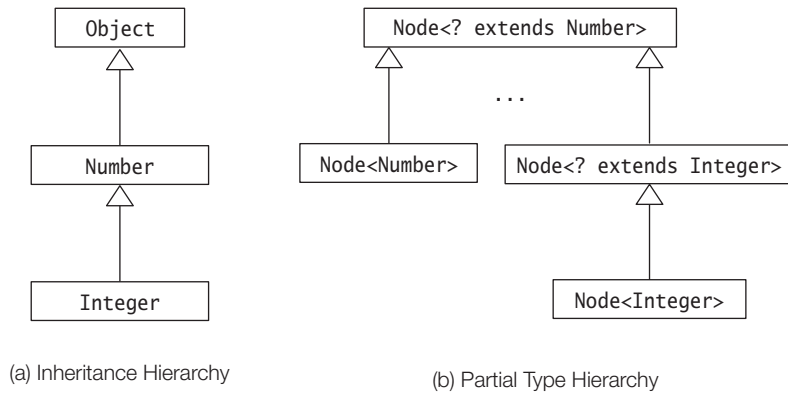 Object
Number
Integer
(a) Inheritance Hierarchy
Node<? extends Number>
...
Node<Number>
Node<? extends Integer>
Node<Integer>
(b) Partial Type Hierarchy